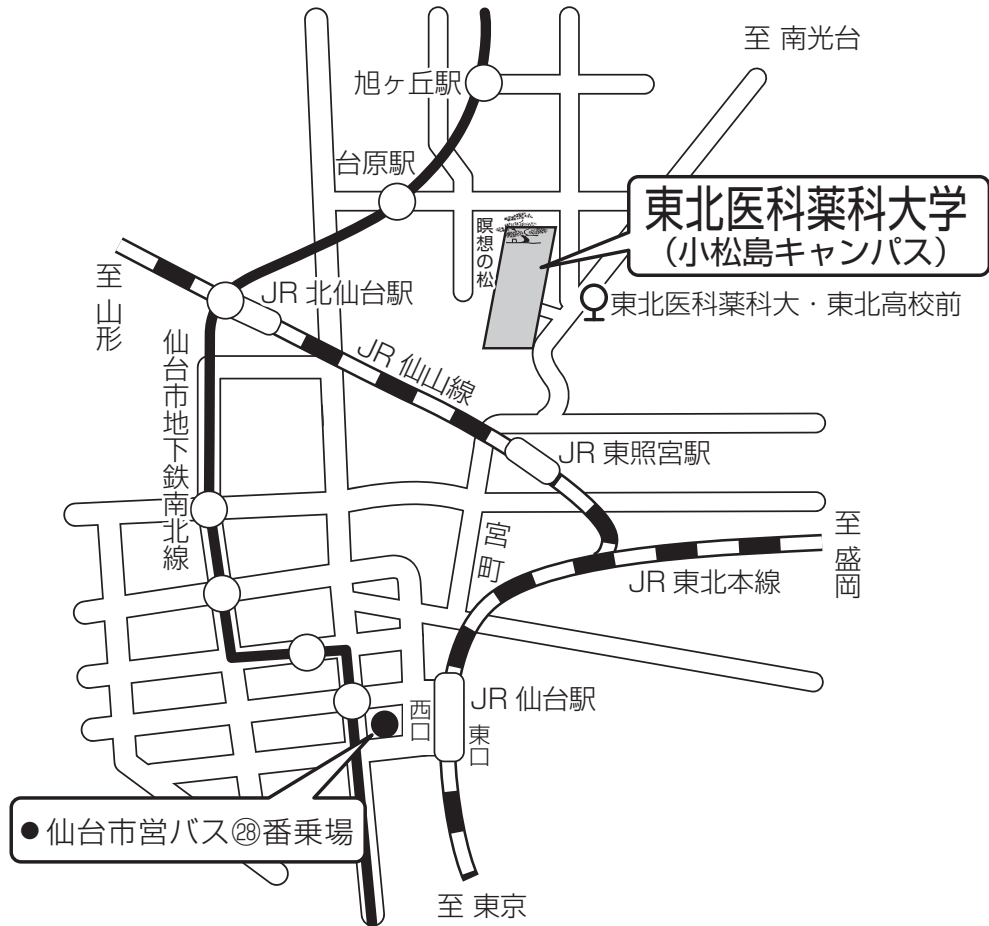 至 南光台
旭ヶ丘駅
台原駅
東北医科薬科大学
（小松島キャンパス）
瞑想の松
東北医科薬科大・東北高校前
至 山形
JR 北仙台駅
仙台市地下鉄南北線
JR 仙山線
JR 東照宮駅
宮町
至 盛岡
JR 東北本線
JR 仙台駅
西口
東口
● 仙台市営バス㉘番乗場
至 東京